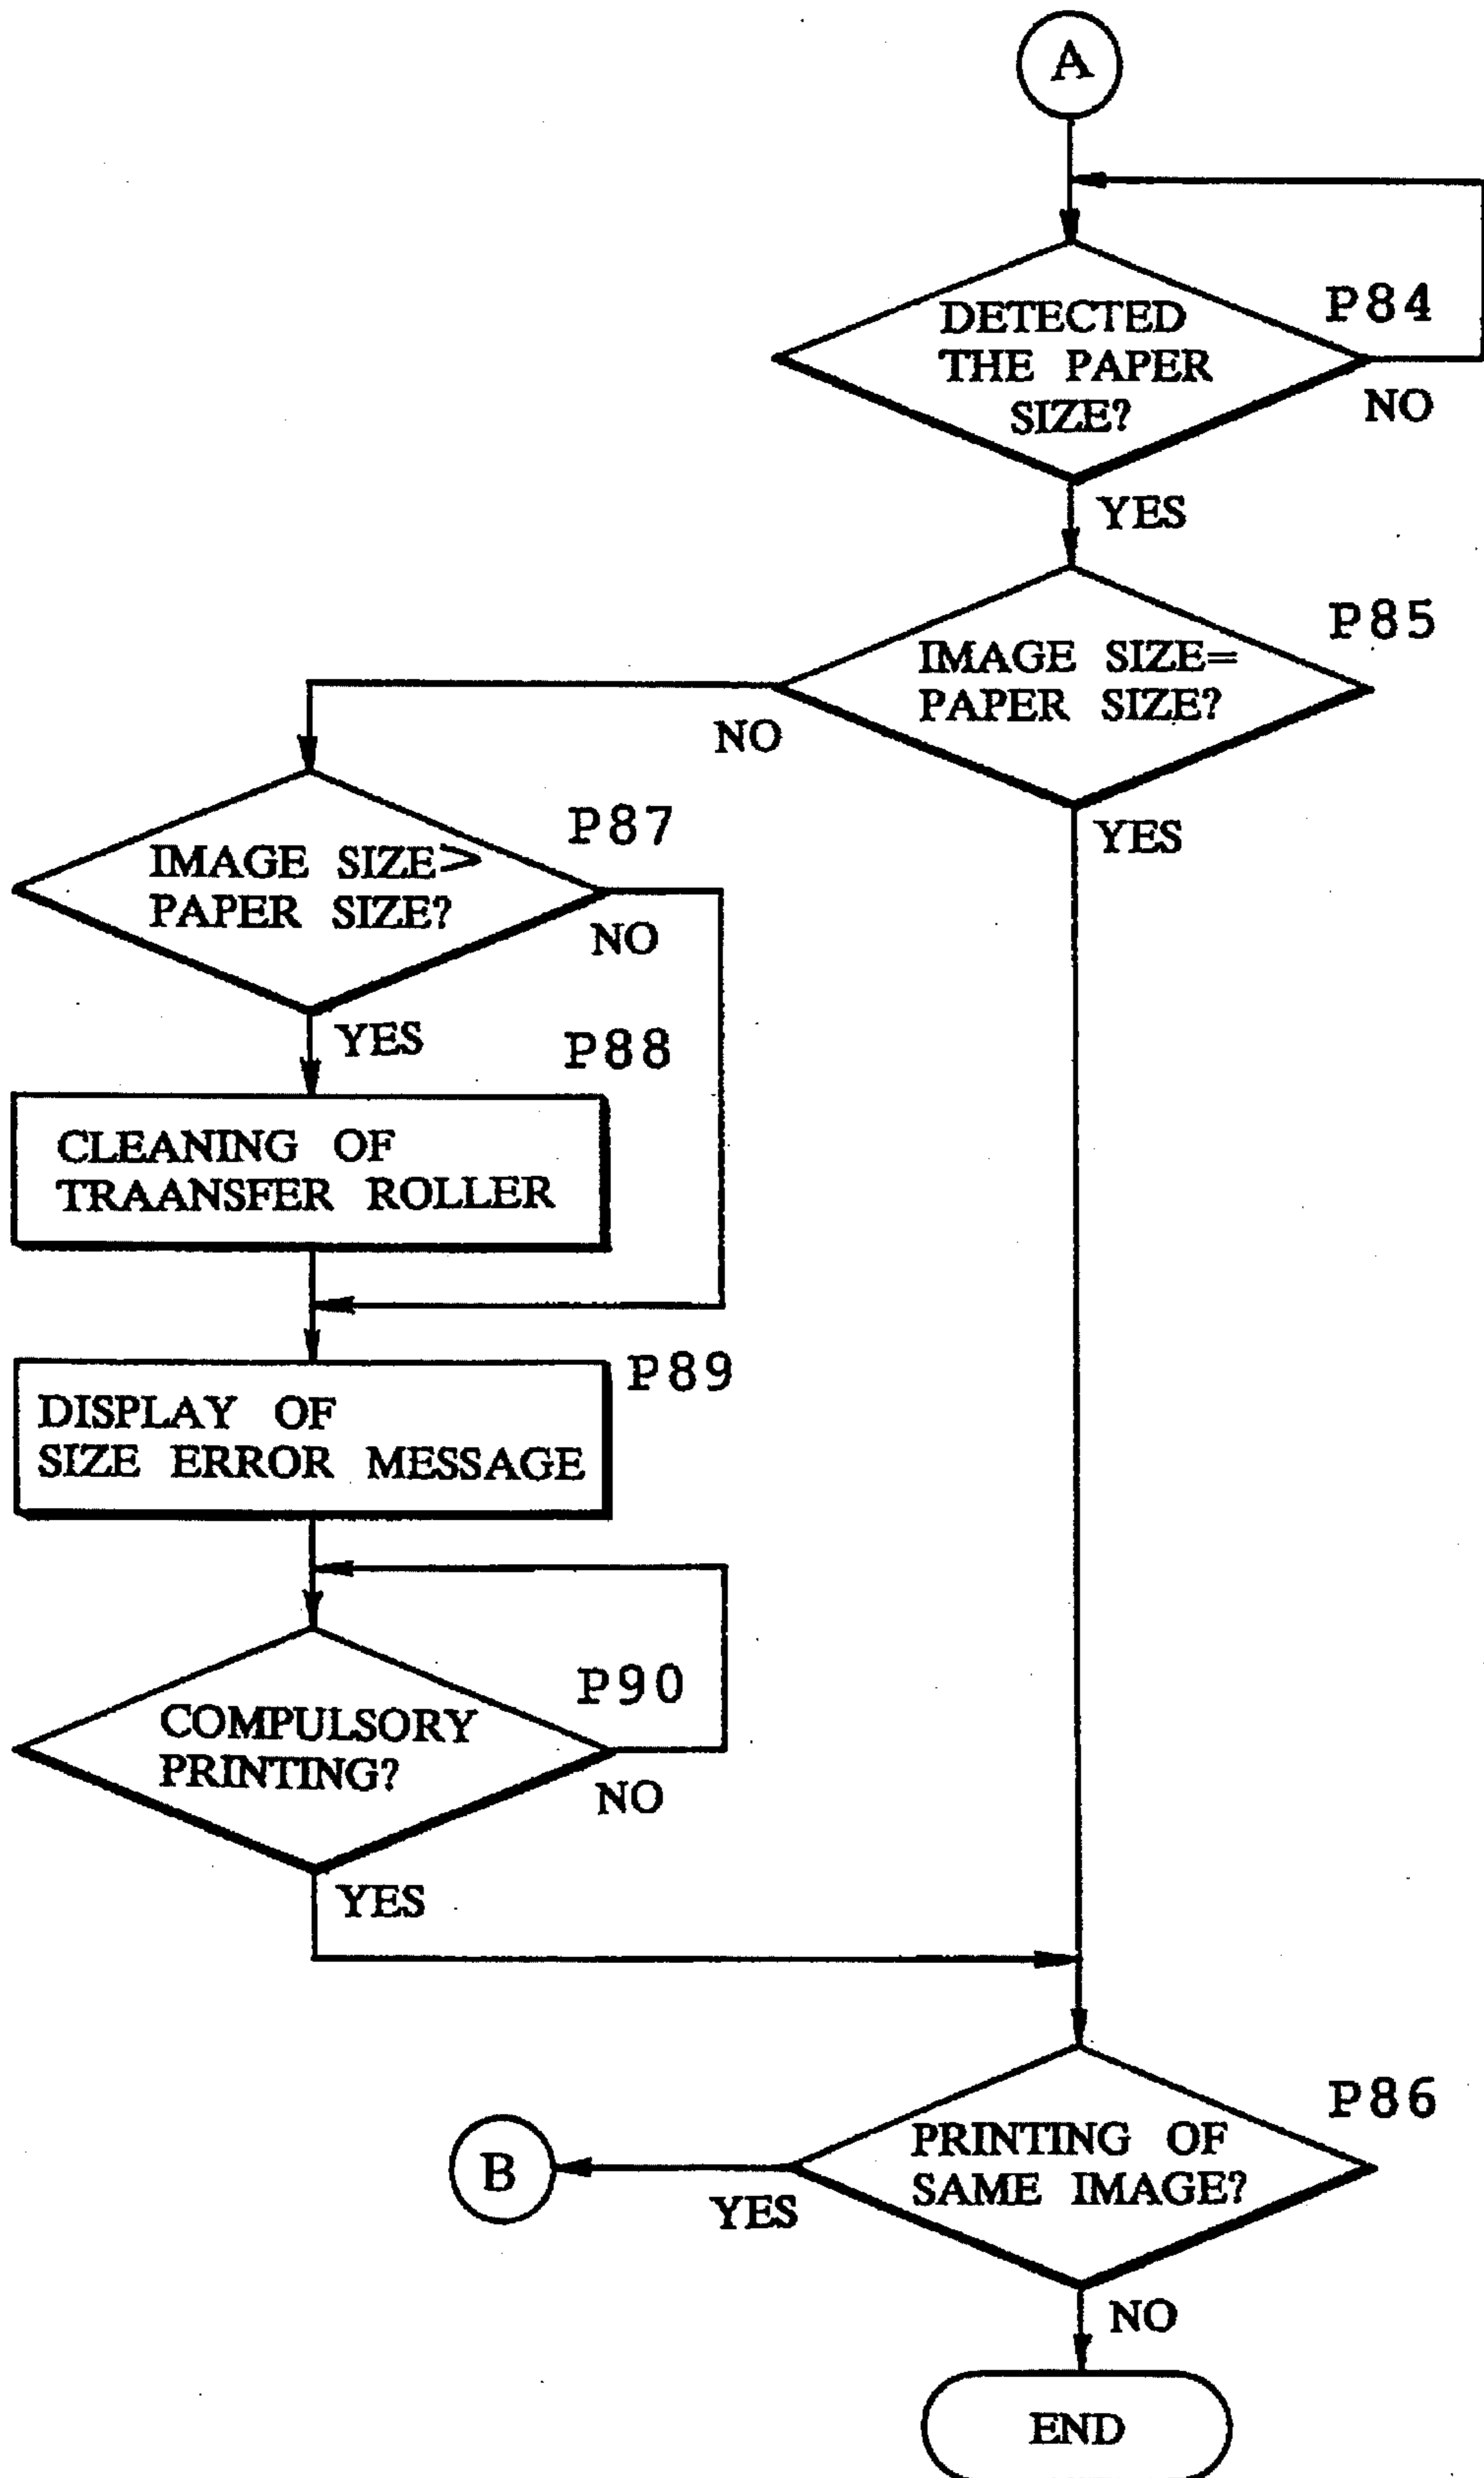 A
DETECTED
THE PAPER
SIZE?
P84
NO
YES
IMAGE SIZE=
PAPER SIZE?
P85
NO
YES
IMAGE SIZE>
PAPER SIZE?
P87
NO
YES
P88
CLEANING OF
TRAANSFER ROLLER
DISPLAY OF
SIZE ERROR MESSAGE
P89
COMPULSORY
PRINTING?
P90
NO
YES
PRINTING OF
SAME IMAGE?
P86
B
YES
NO
END